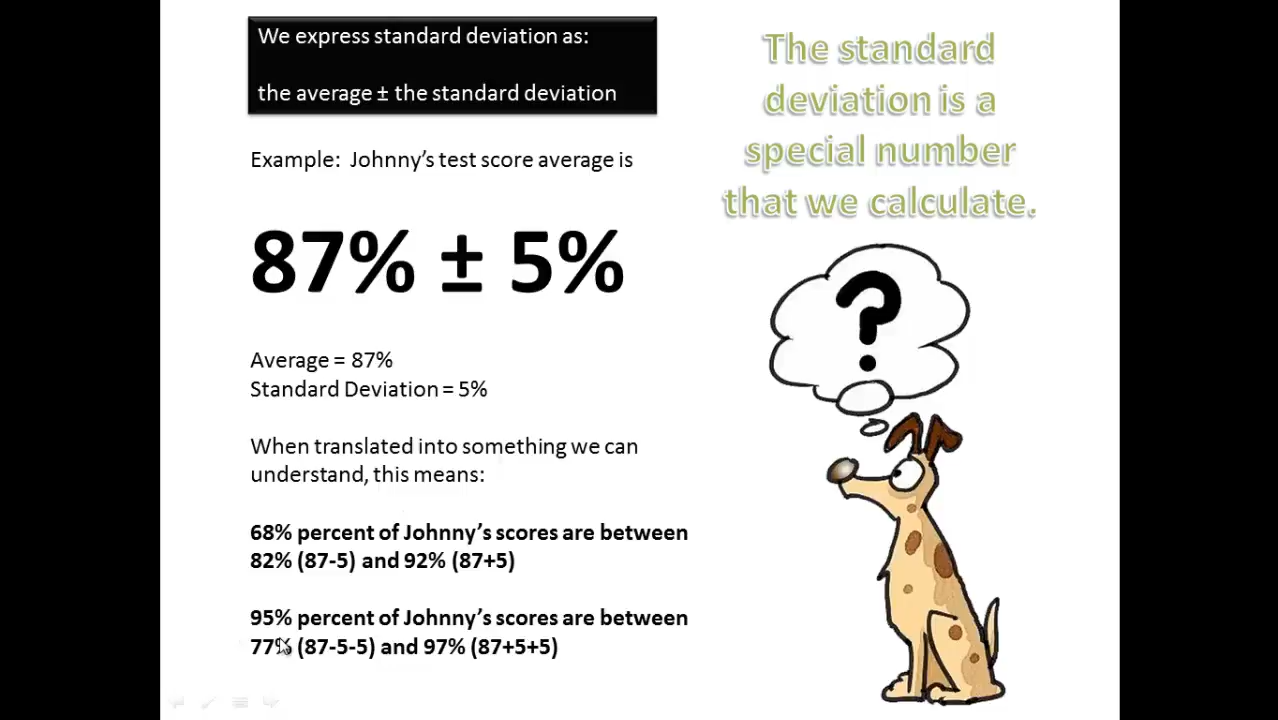 We express standard deviation as:
the average ± the standard deviation
Example: Johnny's test score average is
87% ± 5%
Average = 87%
Standard Deviation = 5%
When translated into something we can
understand, this means:
68% percent of Johnny's scores are between
82% (87-5) and 92% (87+5)
95% percent of Johnny's scores are between
77% (87-5-5) and 97% (87+5+5)
The standard
deviation is a
special number
that we calculate.
?